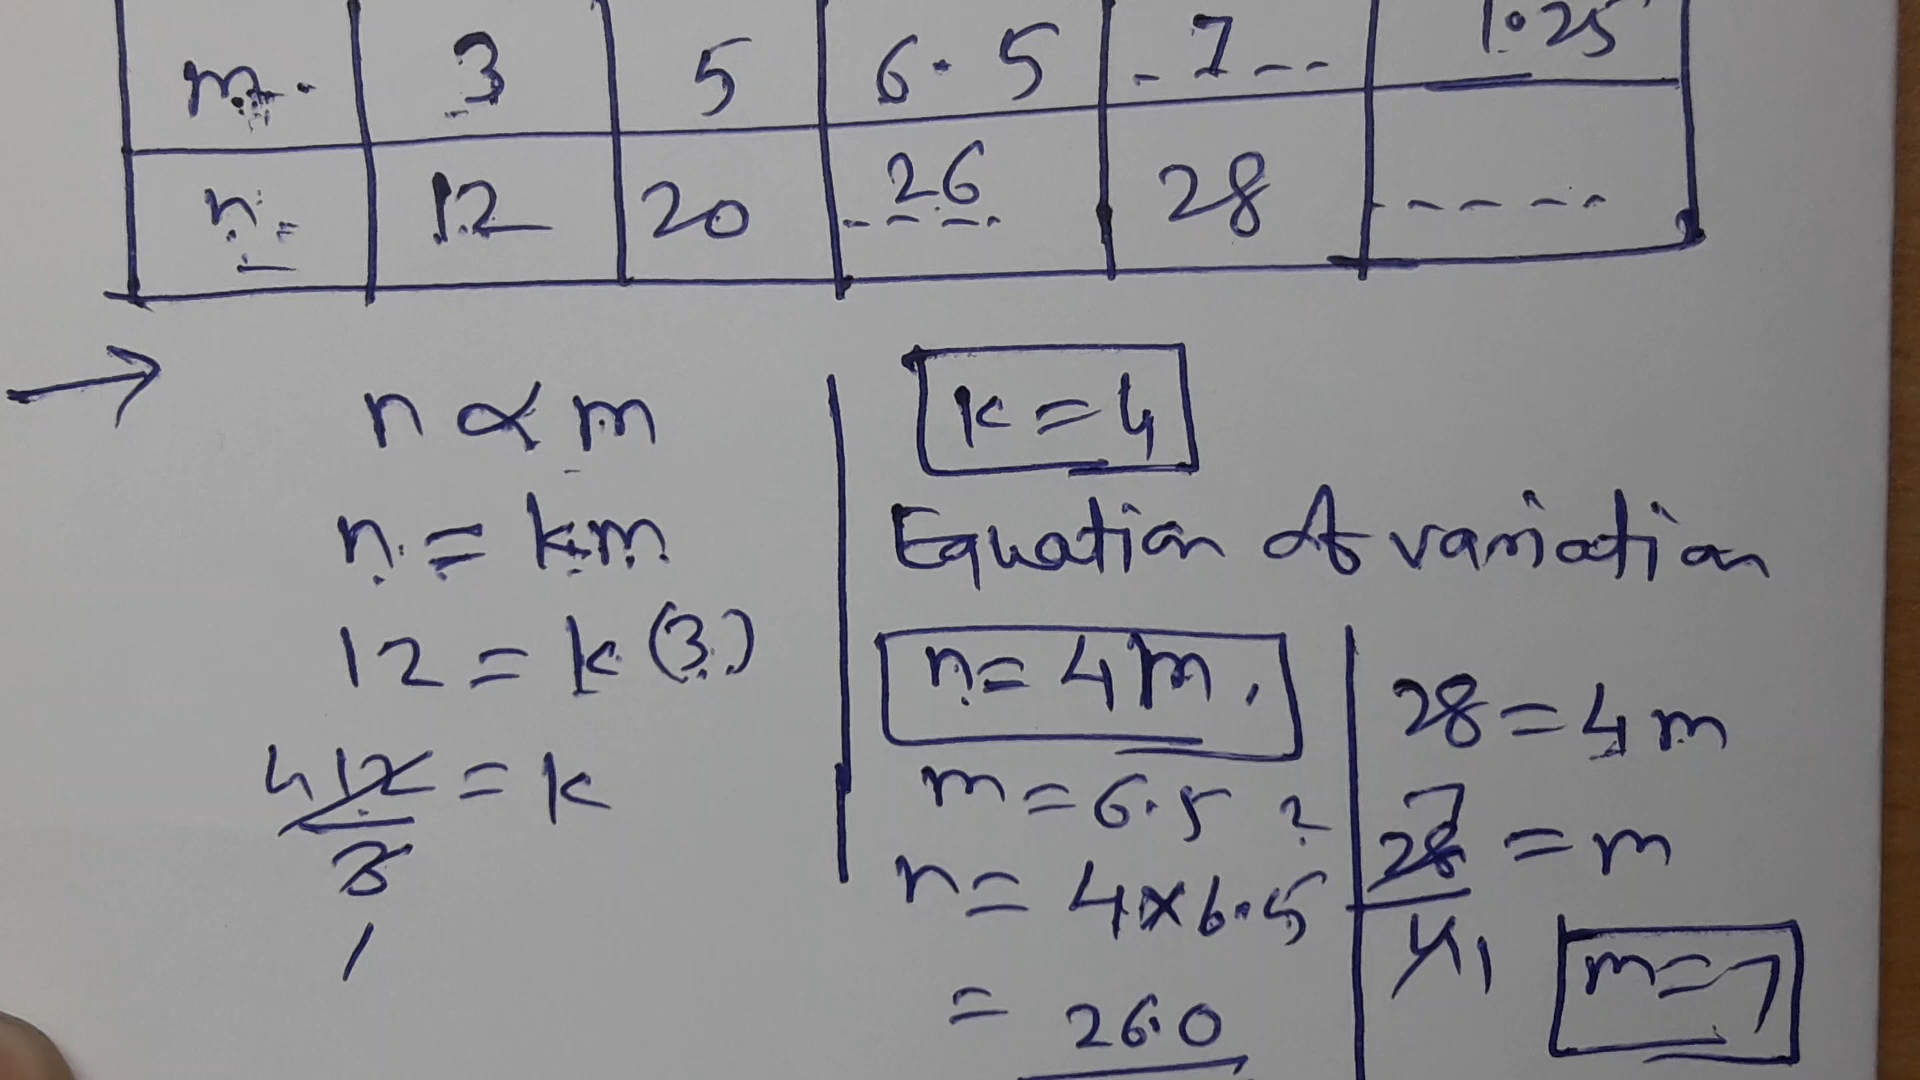 m 3 5 6.5 7 1.25
n 12 20 26 28
n ∝ m
n = km
12 = k (3)
4 12 = k
3
1
k = 4
Equation of variation
n = 4m.
m = 6.5 ?
n = 4×6.5
= 26.0
28 = 4m
7
28 = m
4 1
m = 7